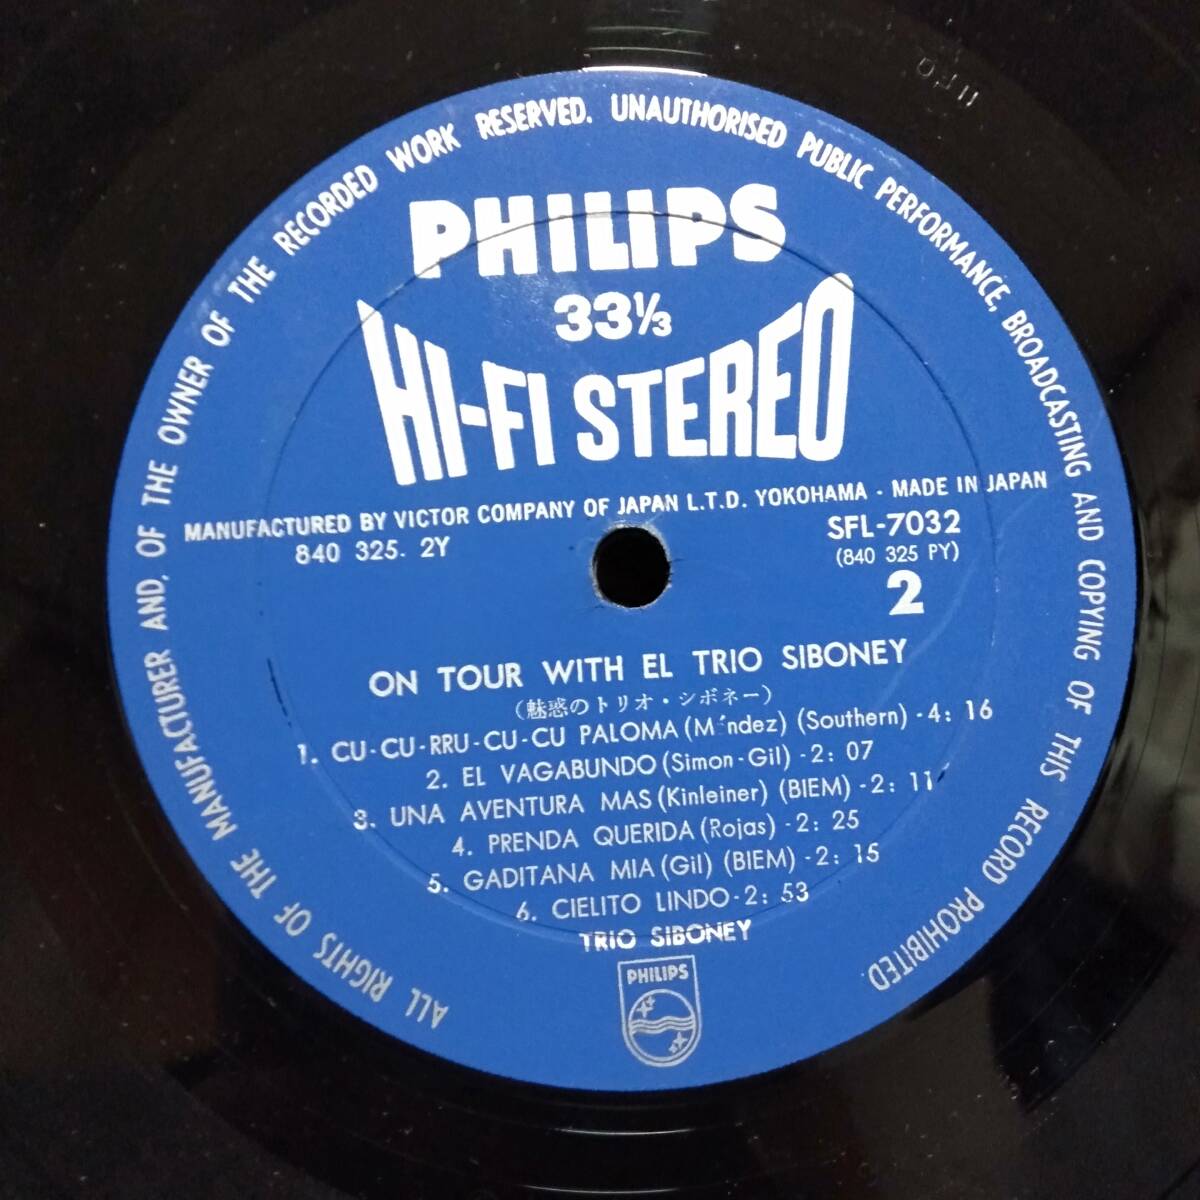 ALL RIGHTS OF THE MANUFACTURER AND, OF THE OWNER OF THE RECORDED WORK RESERVED. UNAUTHORISED PUBLIC PERFORMANCE, BROADCASTING AND COPYING OF THIS RECORD PROHIBITED.
PHILIPS
33⅓
HI-FI STEREO
MANUFACTURED BY VICTOR COMPANY OF JAPAN L.T.D. YOKOHAMA · MADE IN JAPAN
840 325. 2Y
SFL-7032
(840 325 PY)
2
ON TOUR WITH EL TRIO SIBONEY
(魅惑のトリオ・シボネー)
1. CU-CU-RRU-CU-CU PALOMA (M´ndez) (Southern) -4: 16
2. EL VAGABUNDO (Simon-Gil) -2: 07
3. UNA AVENTURA MAS (Kinleiner) (BIEM) -2: 11
4. PRENDA QUERIDA (Rojas) -2: 25
5. GADITANA MIA (Gil) (BIEM) -2: 15
6. CIELITO LINDO-2: 53
TRIO SIBONEY
PHILIPS